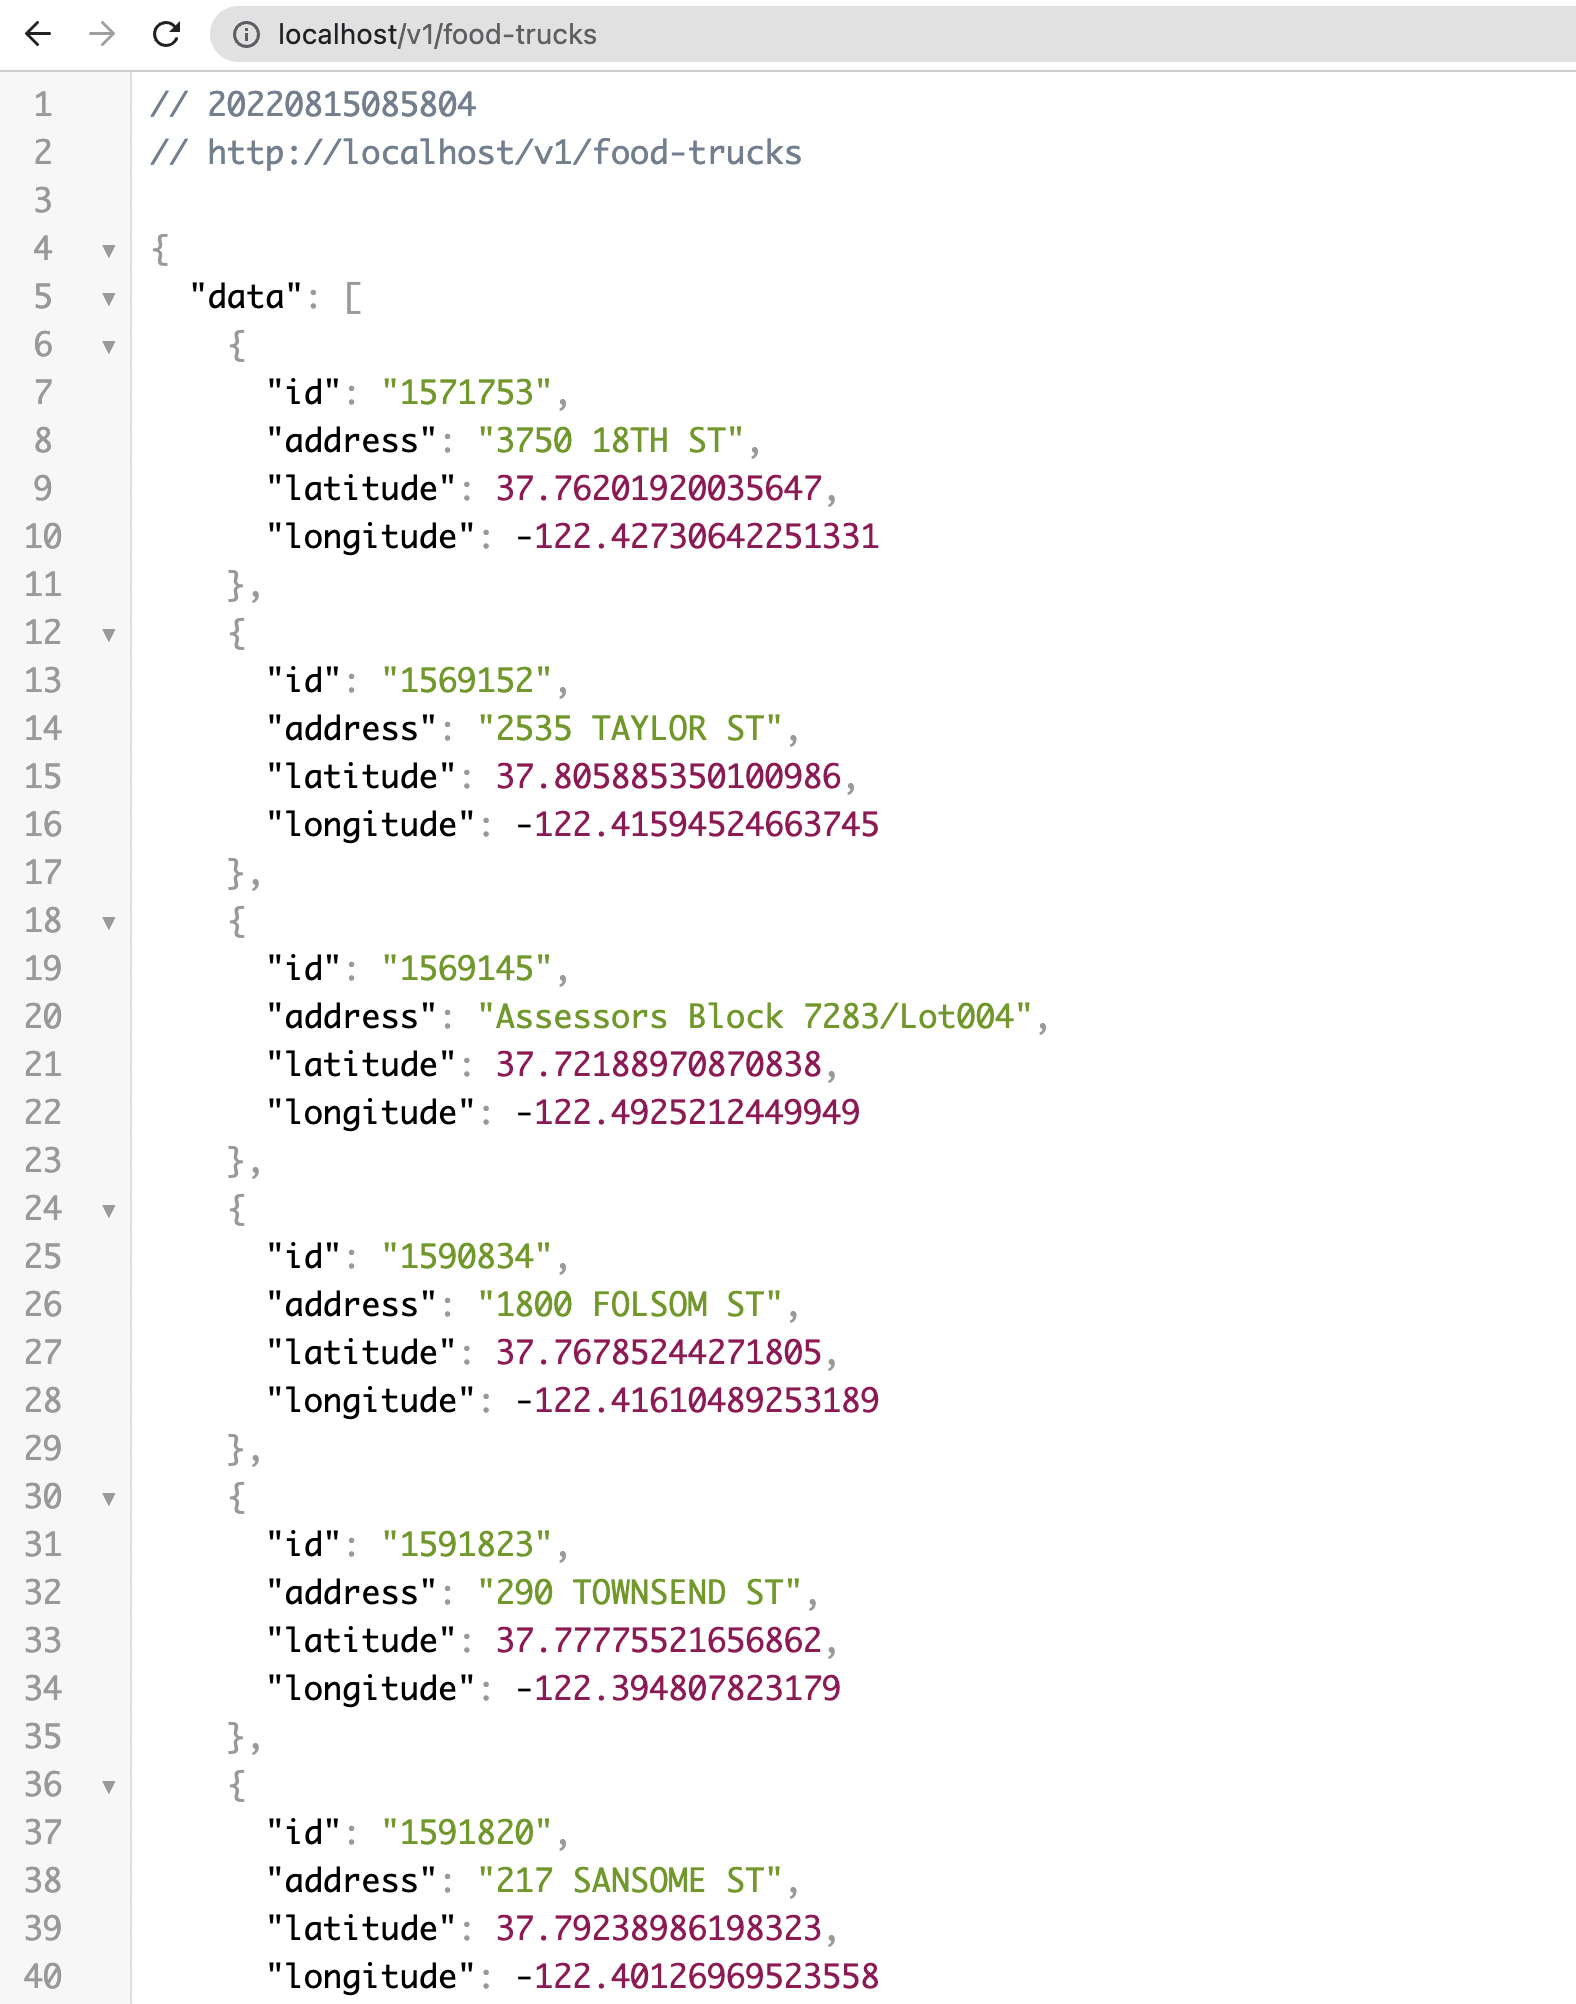 localhost/v1/food-trucks
1 // 20220815085804
2 // http://localhost/v1/food-trucks
3
4 {
5 "data": [
6 {
7 "id": "1571753",
8 "address": "3750 18TH ST",
9 "latitude": 37.76201920035647,
10 "longitude": -122.42730642251331
11 },
12 {
13 "id": "1569152",
14 "address": "2535 TAYLOR ST",
15 "latitude": 37.805885350100986,
16 "longitude": -122.41594524663745
17 },
18 {
19 "id": "1569145",
20 "address": "Assessors Block 7283/Lot004",
21 "latitude": 37.72188970870838,
22 "longitude": -122.4925212449949
23 },
24 {
25 "id": "1590834",
26 "address": "1800 FOLSOM ST",
27 "latitude": 37.76785244271805,
28 "longitude": -122.41610489253189
29 },
30 {
31 "id": "1591823",
32 "address": "290 TOWNSEND ST",
33 "latitude": 37.77775521656862,
34 "longitude": -122.394807823179
35 },
36 {
37 "id": "1591820",
38 "address": "217 SANSOME ST",
39 "latitude": 37.79238986198323,
40 "longitude": -122.40126969523558